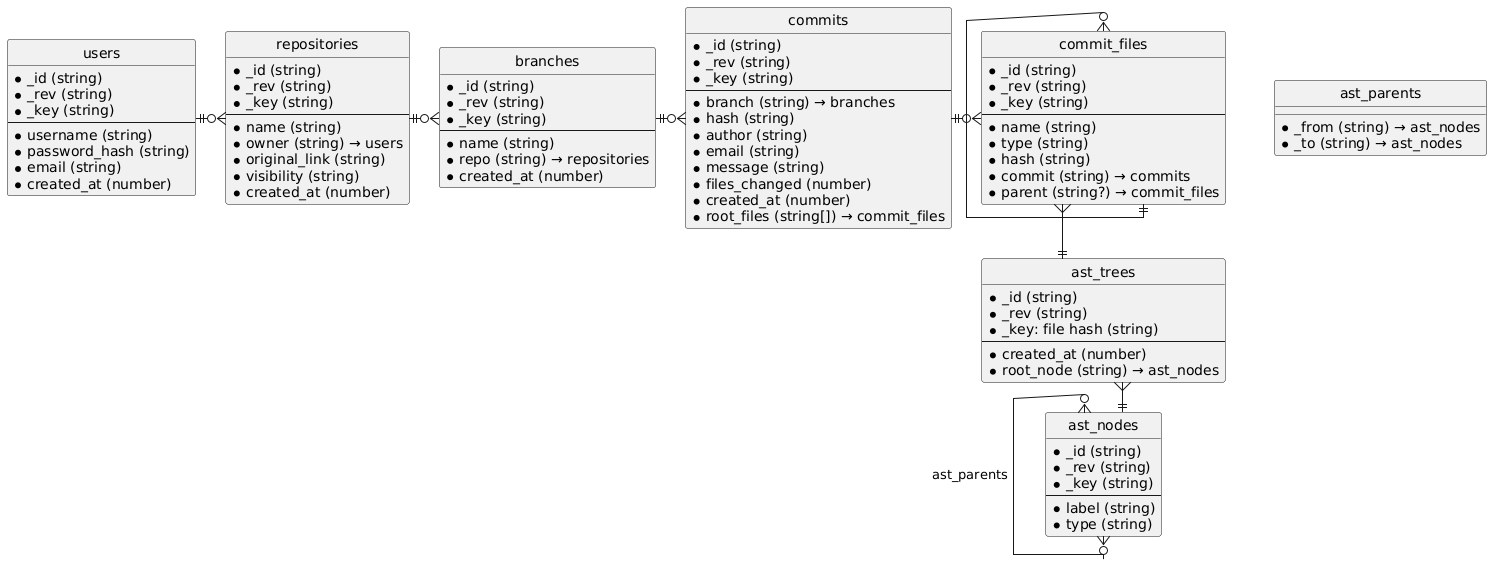 users
_id (string)
_rev (string)
_key (string)
username (string)
password_hash (string)
email (string)
created_at (number)
repositories
_id (string)
_rev (string)
_key (string)
name (string)
owner (string) → users
original_link (string)
visibility (string)
created_at (number)
branches
_id (string)
_rev (string)
_key (string)
name (string)
repo (string) → repositories
created_at (number)
commits
_id (string)
_rev (string)
_key (string)
branch (string) → branches
hash (string)
author (string)
email (string)
message (string)
files_changed (number)
created_at (number)
root_files (string[]) → commit_files
commit_files
_id (string)
_rev (string)
_key (string)
name (string)
type (string)
hash (string)
commit (string) → commits
parent (string?) → commit_files
ast_parents
_from (string) → ast_nodes
_to (string) → ast_nodes
ast_trees
_id (string)
_rev (string)
_key: file hash (string)
created_at (number)
root_node (string) → ast_nodes
ast_parents
ast_nodes
_id (string)
_rev (string)
_key (string)
label (string)
type (string)